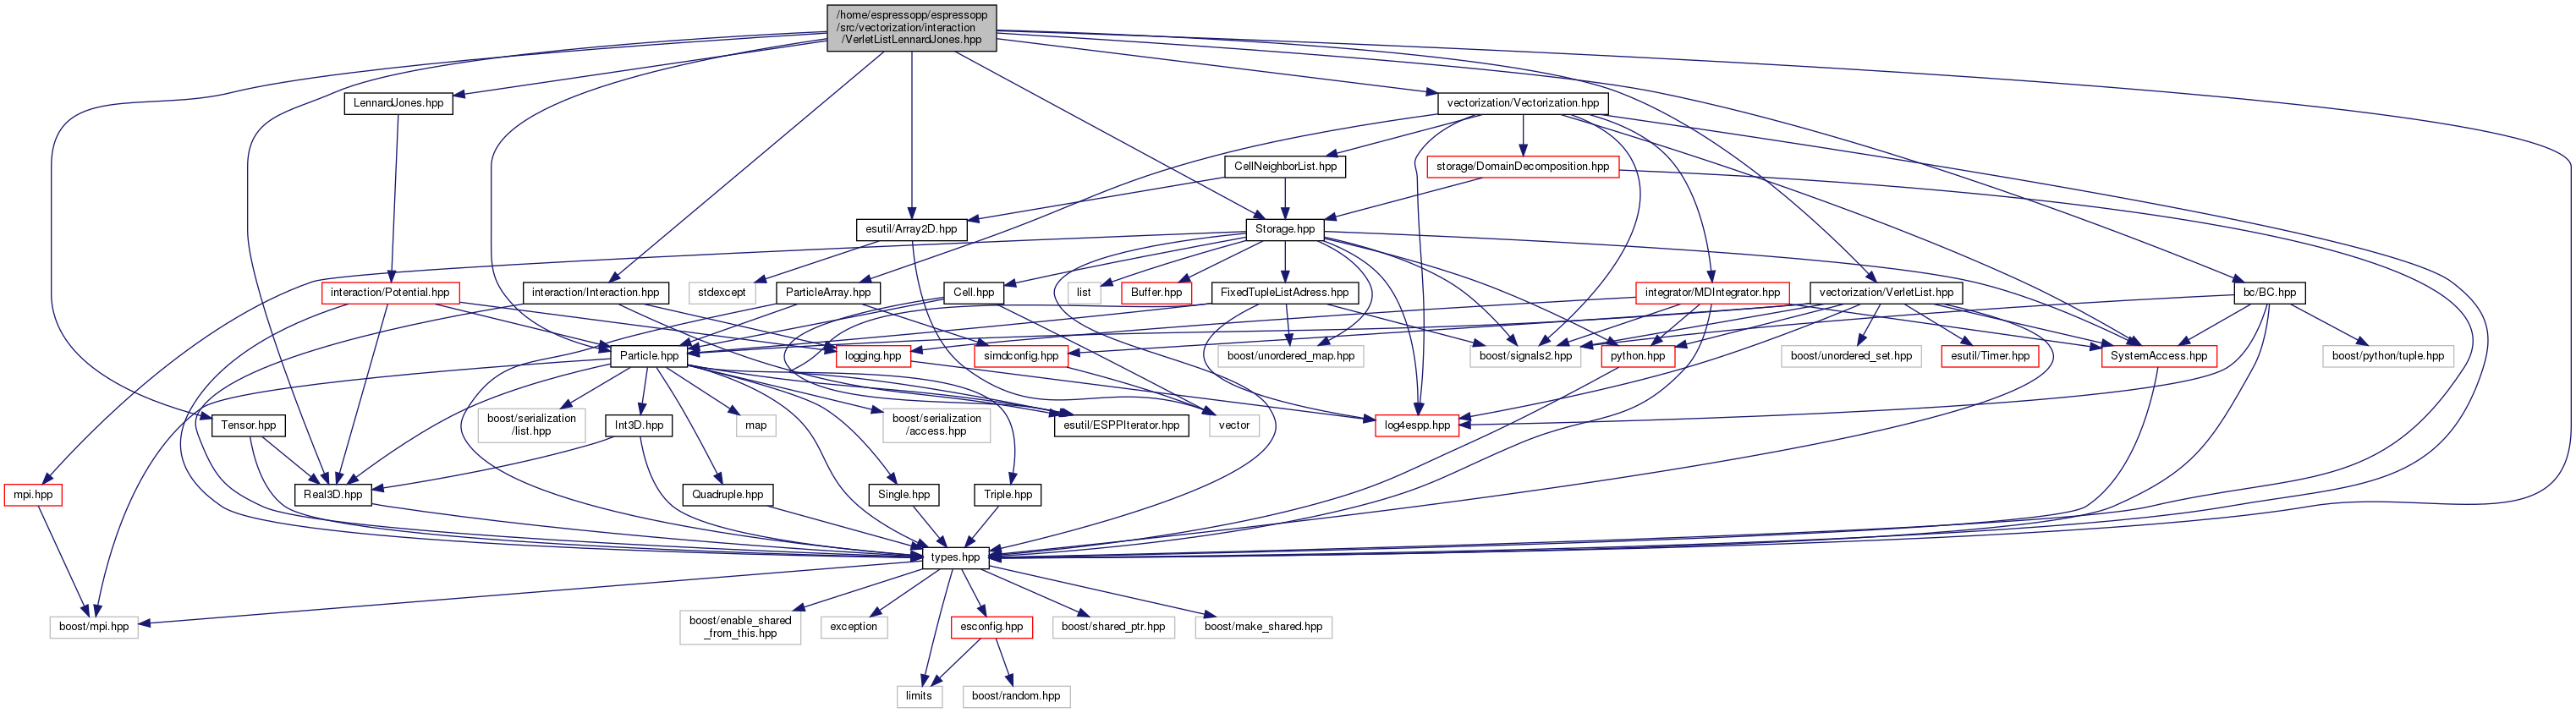 /home/espressopp/espressopp
/src/vectorization/interaction
/VerletListLennardJones.hpp
LennardJones.hpp
vectorization/Vectorization.hpp
CellNeighborList.hpp
storage/DomainDecomposition.hpp
esutil/Array2D.hpp
Storage.hpp
interaction/Potential.hpp
interaction/Interaction.hpp
stdexcept
ParticleArray.hpp
Cell.hpp
list
Buffer.hpp
FixedTupleListAdress.hpp
integrator/MDIntegrator.hpp
vectorization/VerletList.hpp
bc/BC.hpp
Particle.hpp
logging.hpp
simdconfig.hpp
boost/unordered_map.hpp
boost/signals2.hpp
python.hpp
boost/unordered_set.hpp
esutil/Timer.hpp
SystemAccess.hpp
boost/python/tuple.hpp
Tensor.hpp
boost/serialization
/list.hpp
Int3D.hpp
map
boost/serialization
/access.hpp
esutil/ESPPIterator.hpp
vector
log4espp.hpp
mpi.hpp
Real3D.hpp
Quadruple.hpp
Single.hpp
Triple.hpp
types.hpp
boost/mpi.hpp
boost/enable_shared
_from_this.hpp
exception
esconfig.hpp
boost/shared_ptr.hpp
boost/make_shared.hpp
limits
boost/random.hpp